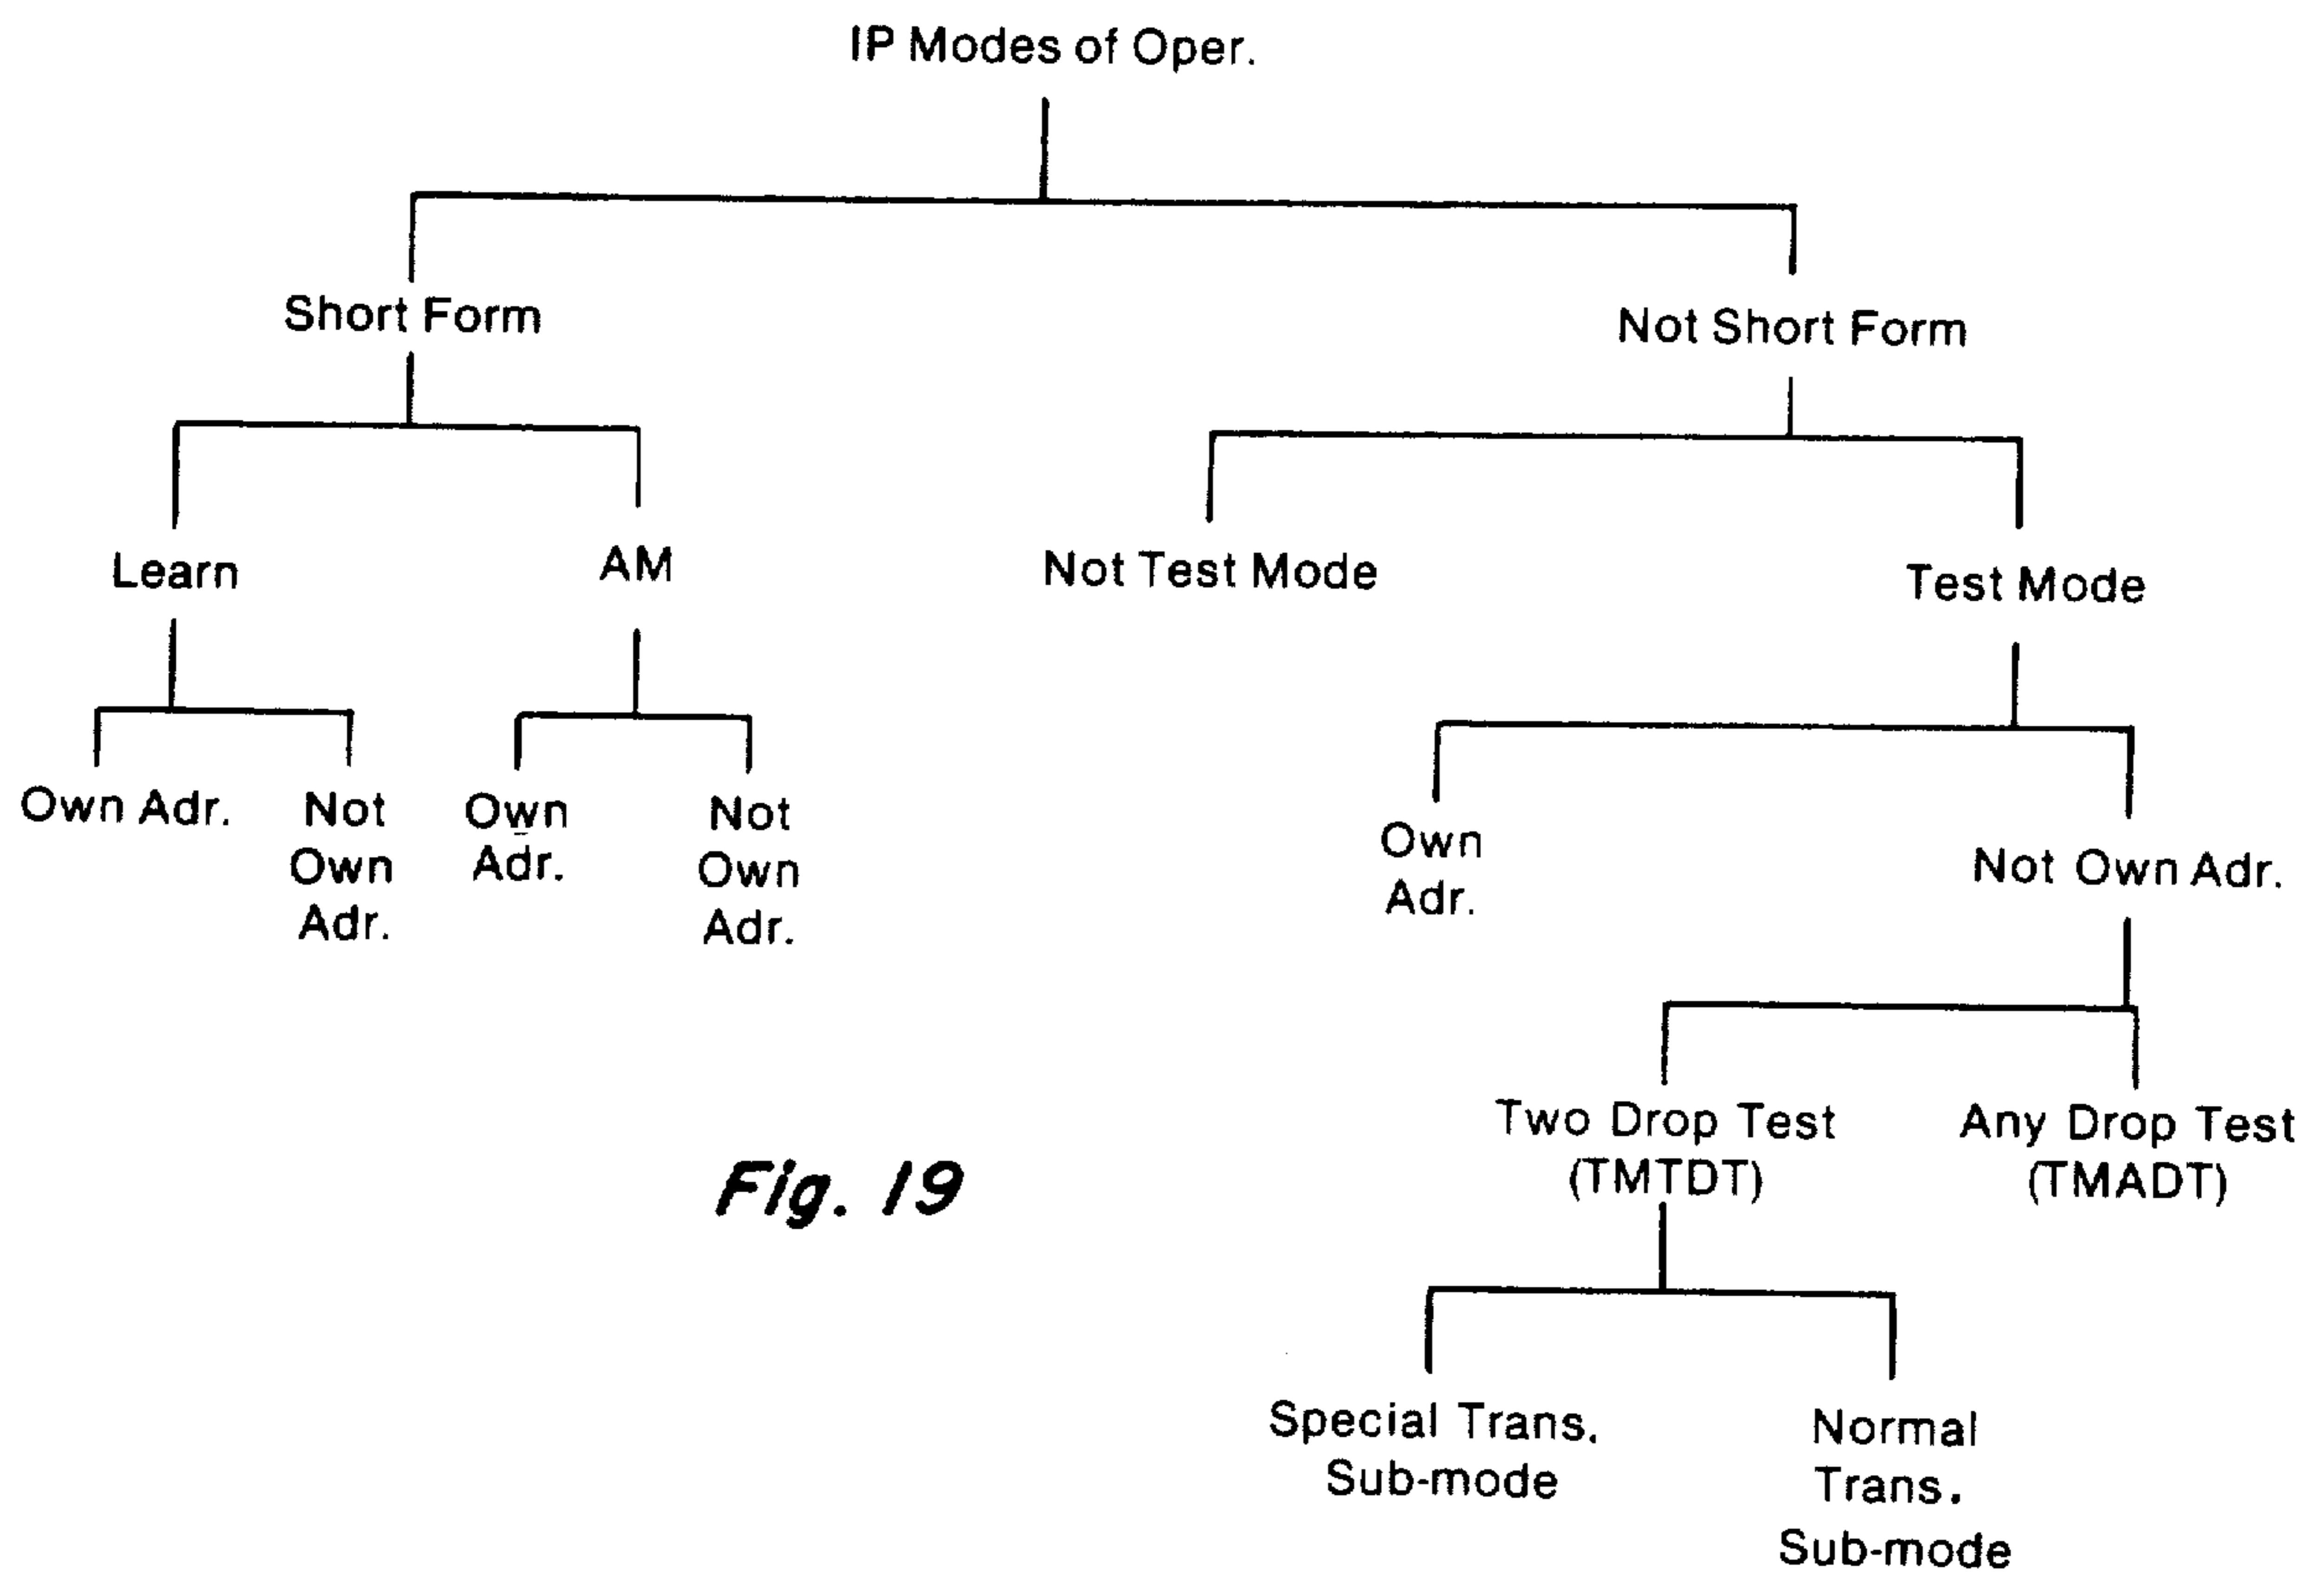 IP Modes of Oper.
Short Form
Not Short Form
Learn
AM
Not Test Mode
Test Mode
Own Adr.
Not
Own
Adr.
Own
Adr.
Not
Own
Adr.
Own
Adr.
Not Own Adr.
Two Drop Test
(TMTDT)
Any Drop Test
(TMADT)
Fig. 19
Special Trans.
Sub-mode
Normal
Trans.
Sub-mode